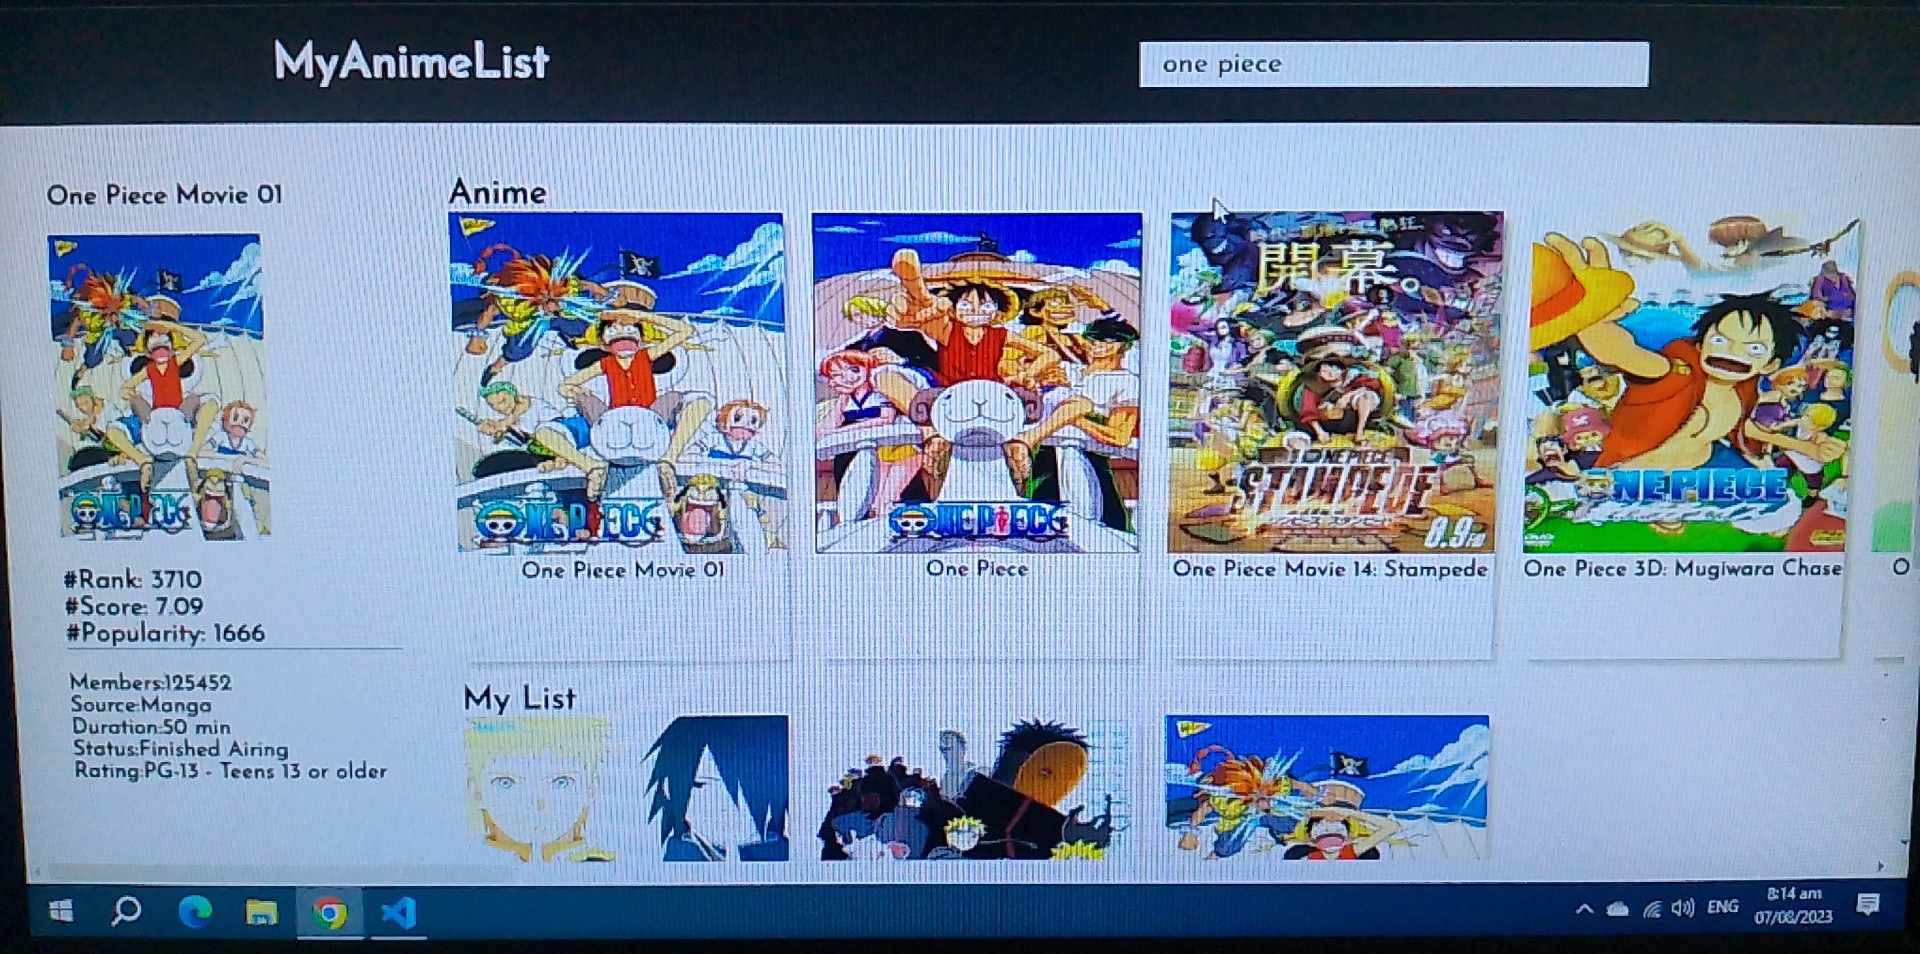 MyAnimeList
one piece
One Piece Movie 01
#Rank: 3710
#Score: 7.09
#Popularity: 1666
Members:125452
Source:Manga
Duration:50 min
Status:Finished Airing
Rating:PG-13 - Teens 13 or older
Anime
ONE PIECE
ONE PIECE
ONE PIECE
開幕。
ONE PIECE
STAMPEDE
8.9
ONE PIECE
One Piece Movie 01
One Piece
One Piece Movie 14: Stampede
One Piece 3D: Mugiwara Chase
O
My List
ENG
8:14 am
07/08/2023